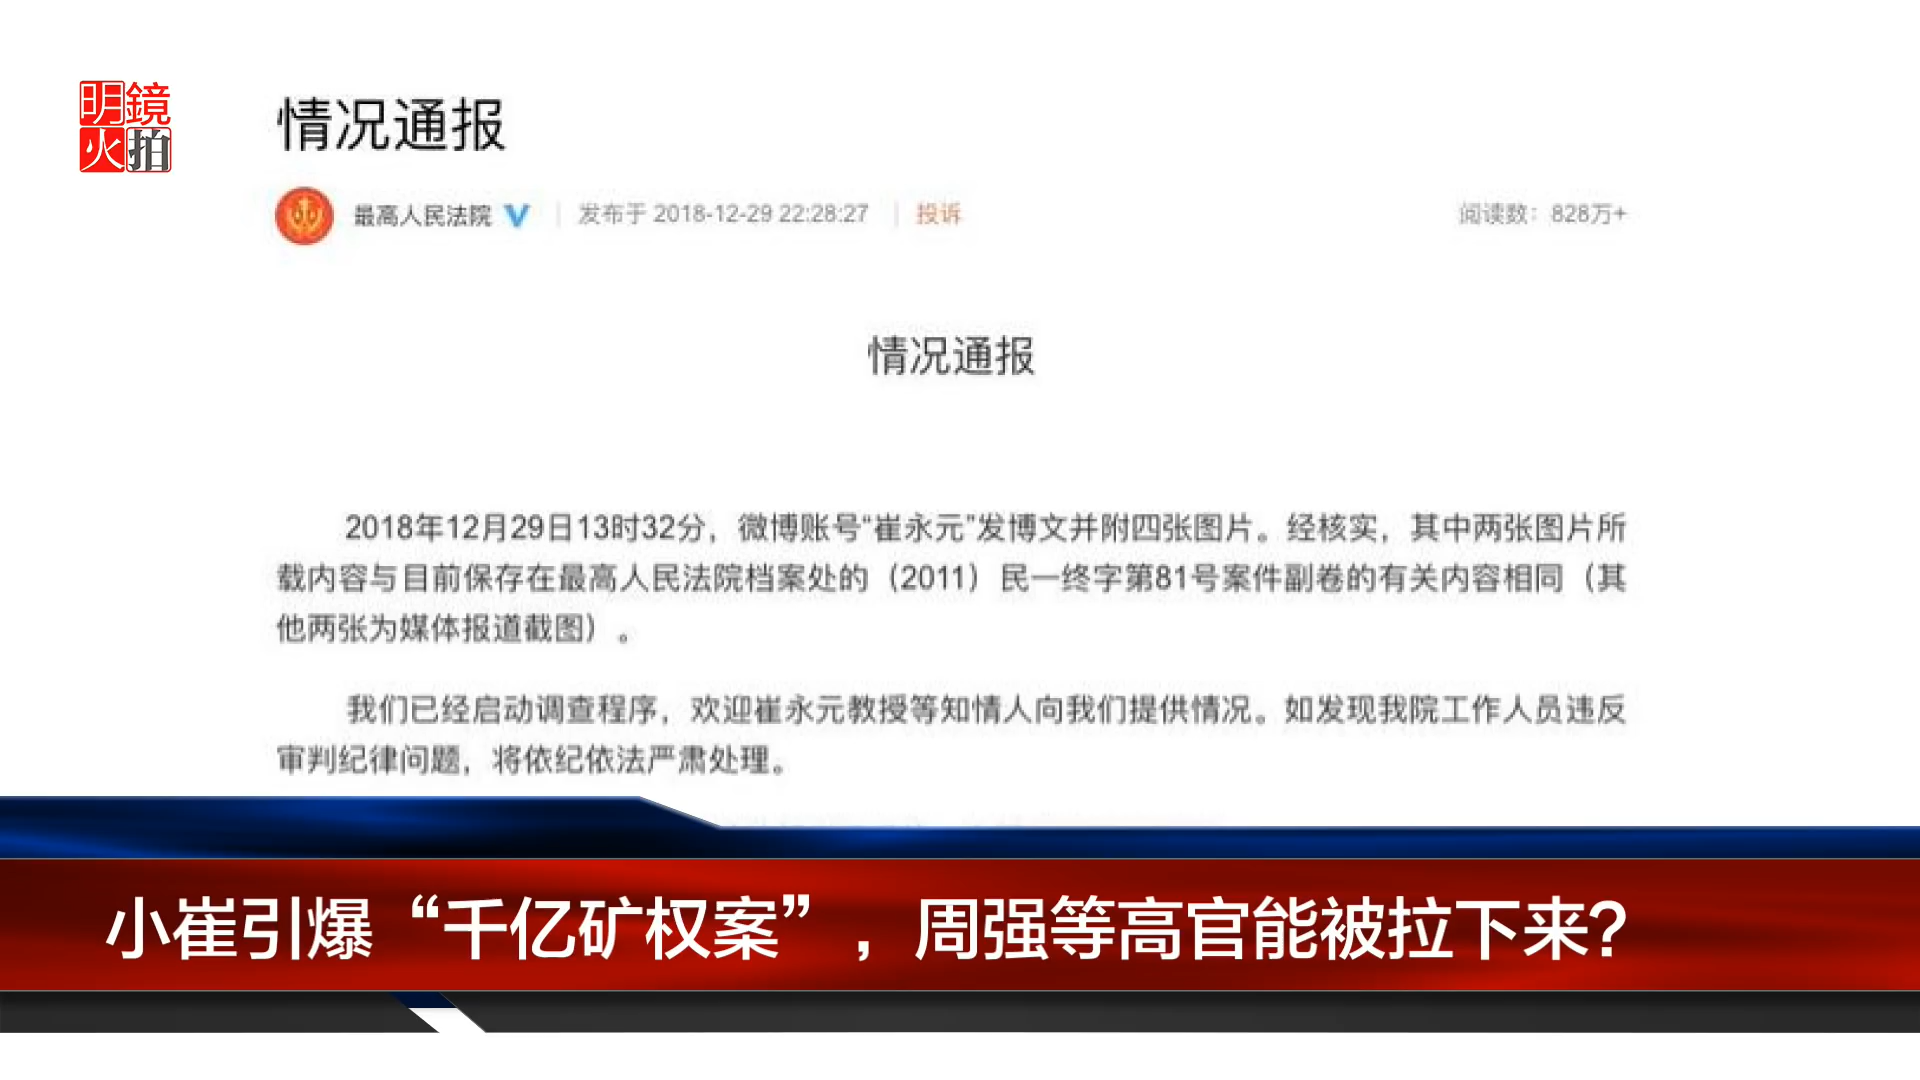 明鏡
火拍
情况通报
最高人民法院 发布于 2018-12-29 22:28:27 投诉 阅读数：828万+
情况通报
2018年12月29日13时32分，微博账号“崔永元”发博文并附四张图片。经核实，其中两张图片所
载内容与目前保存在最高人民法院档案处的（2011）民一终字第81号案件副卷的有关内容相同（其
他两张为媒体报道截图）。
我们已经启动调查程序，欢迎崔永元教授等知情人向我们提供情况。如发现我院工作人员违反
审判纪律问题，将依纪依法严肃处理。
小崔引爆“千亿矿权案”，周强等高官能被拉下来？